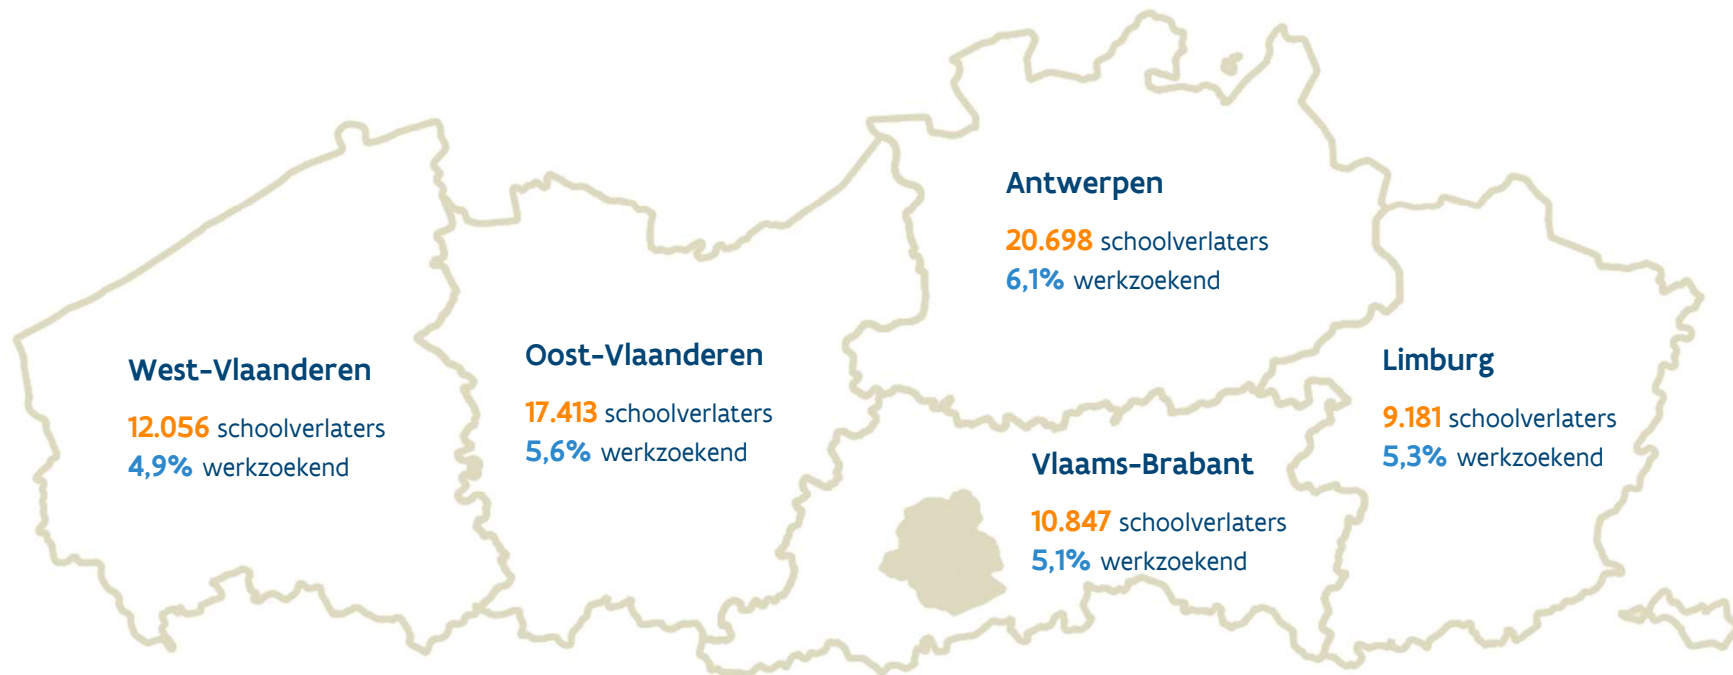 Antwerpen
20.698 schoolverlaters
6,1% werkzoekend
West-Vlaanderen
12.056 schoolverlaters
4,9% werkzoekend
Oost-Vlaanderen
17.413 schoolverlaters
5,6% werkzoekend
Limburg
9.181 schoolverlaters
5,3% werkzoekend
Vlaams-Brabant
10.847 schoolverlaters
5,1% werkzoekend